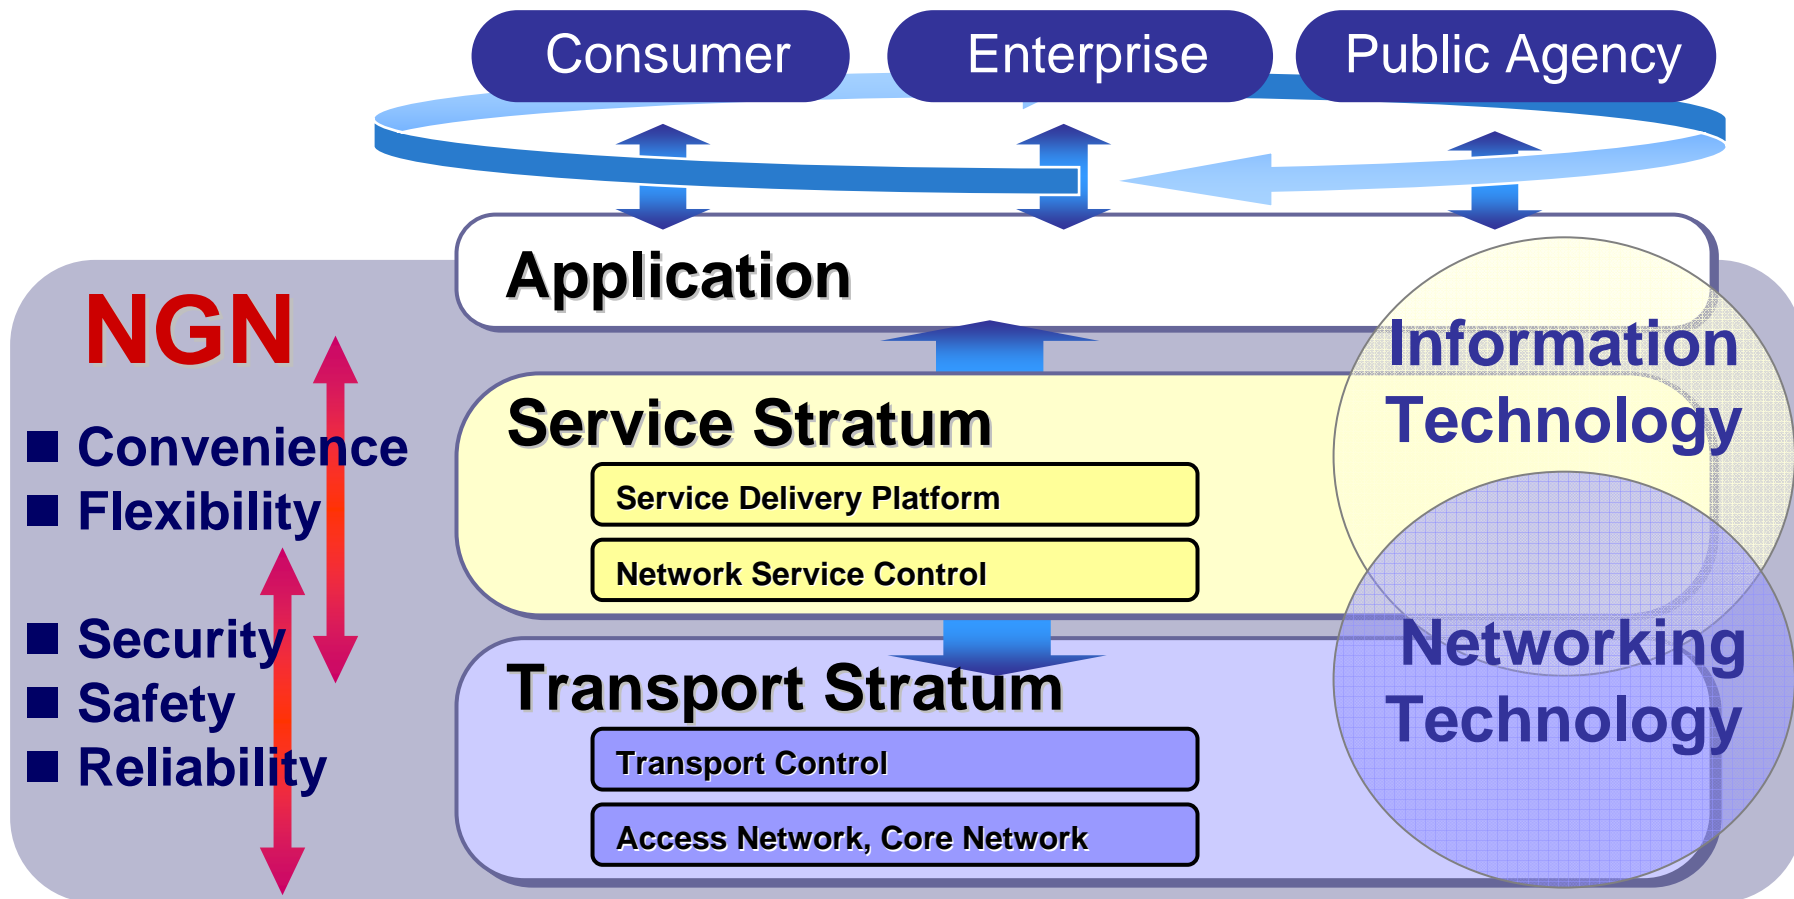 Consumer
Enterprise
Public Agency
Application
NGN
Information
Technology
Convenience
Flexibility
Service Stratum
Service Delivery Platform
Network Service Control
Security
Safety
Reliability
Networking
Technology
Transport Stratum
Transport Control
Access Network, Core Network